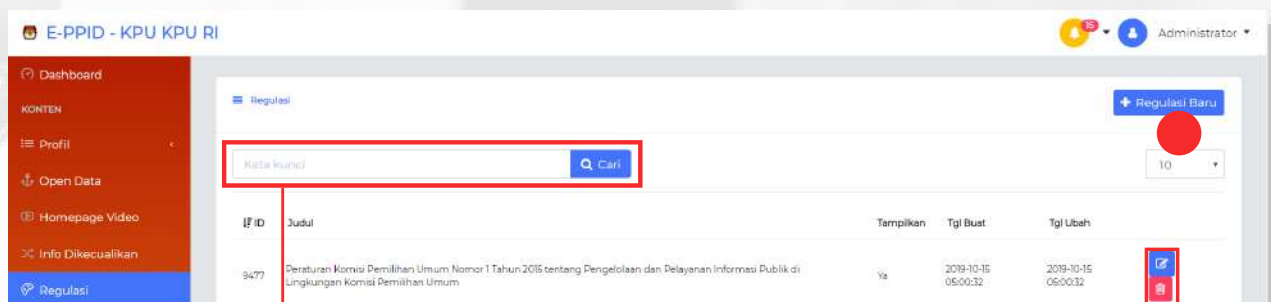 E-PPID - KPU KPU RI
15
Administrator
Dashboard
KONTEN
Profil
Open Data
Homepage Video
Info Dikecualikan
Regulasi
Regulasi
Regulasi Baru
Kata kunci
Cari
10
ID Judul Tampilkan Tgl Buat Tgl Ubah
9477 Peraturan Komisi Pemilihan Umum Nomor 1 Tahun 2015 tentang Pengelolaan dan Pelayanan Informasi Publik di Ya 2019-10-15 2019-10-15
Lingkungan Komisi Pemilihan Umum 05:00:32 05:00:32